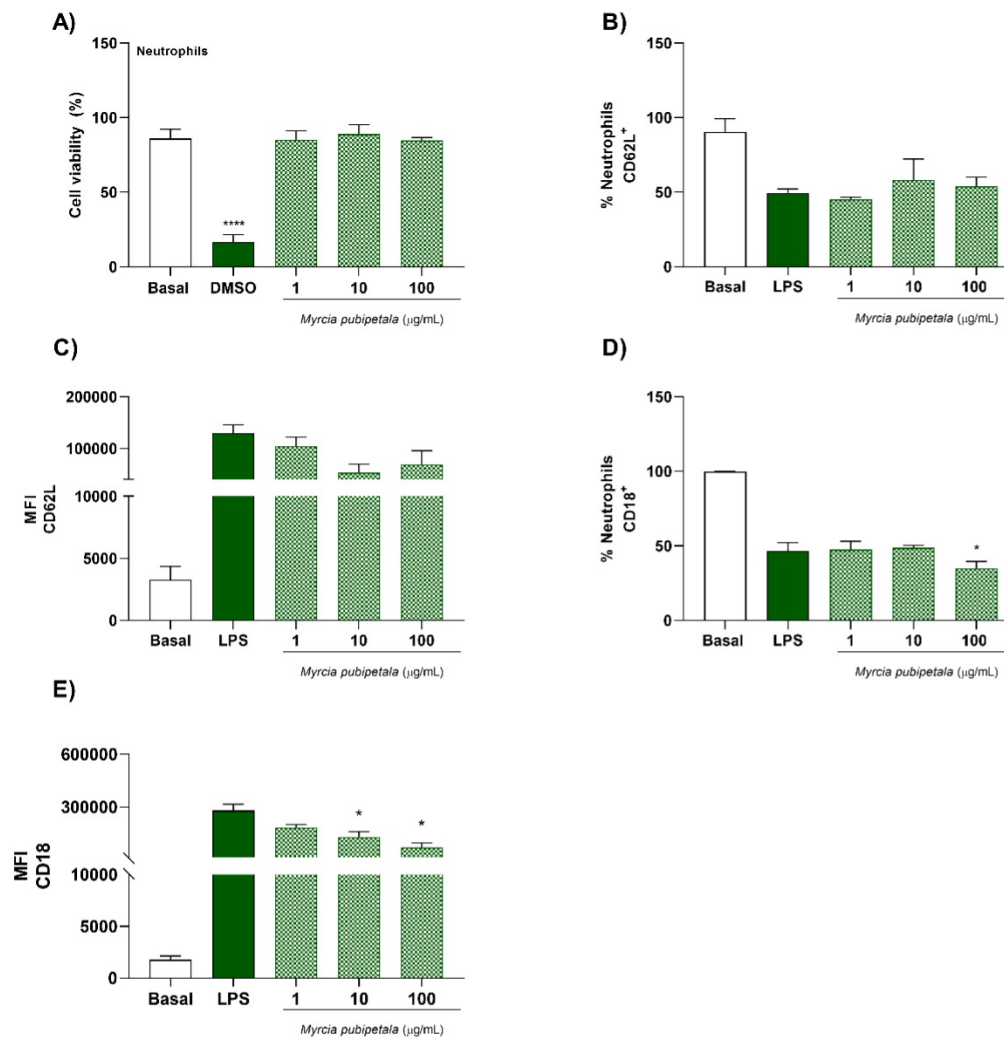 A)
Neutrophils
Cell viability (%)
150
100
50
0
****
Basal DMSO 1 10 100
Myrcia pubipetala (μg/mL)
B)
% Neutrophils
CD62L+
150
100
50
0
Basal LPS 1 10 100
Myrcia pubipetala (μg/mL)
C)
MFI
CD62L
200000
100000
10000
5000
0
Basal LPS 1 10 100
Myrcia pubipetala (μg/mL)
D)
% Neutrophils
CD18+
150
100
50
0
*
Basal LPS 1 10 100
Myrcia pubipetala (μg/mL)
E)
MFI
CD18
600000
300000
10000
5000
0
* *
Basal LPS 1 10 100
Myrcia pubipetala (μg/mL)